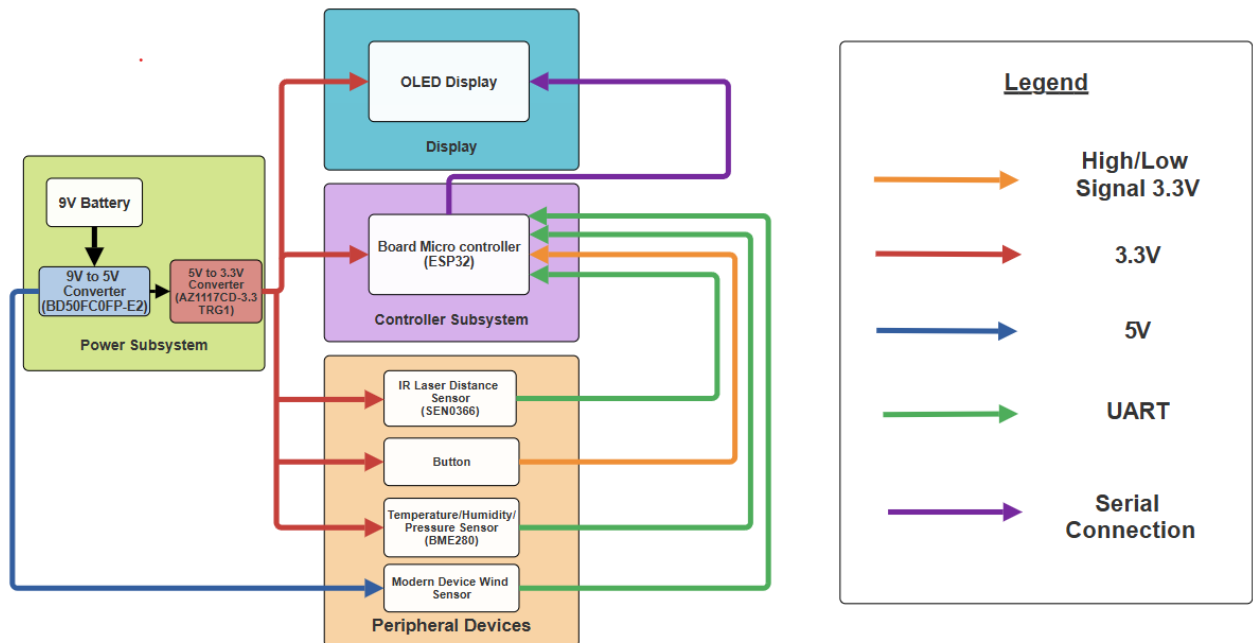 OLED Display
Display
9V Battery
9V to 5V
Converter
(BD50FC0FP-E2)
5V to 3.3V
Converter
(AZ1117CD-3.3
TRG1)
Power Subsystem
Board Micro controller
(ESP32)
Controller Subsystem
IR Laser Distance
Sensor
(SEN0366)
Button
Temperature/Humidity/
Pressure Sensor
(BME280)
Modern Device Wind
Sensor
Peripheral Devices
Legend
High/Low
Signal 3.3V
3.3V
5V
UART
Serial
Connection